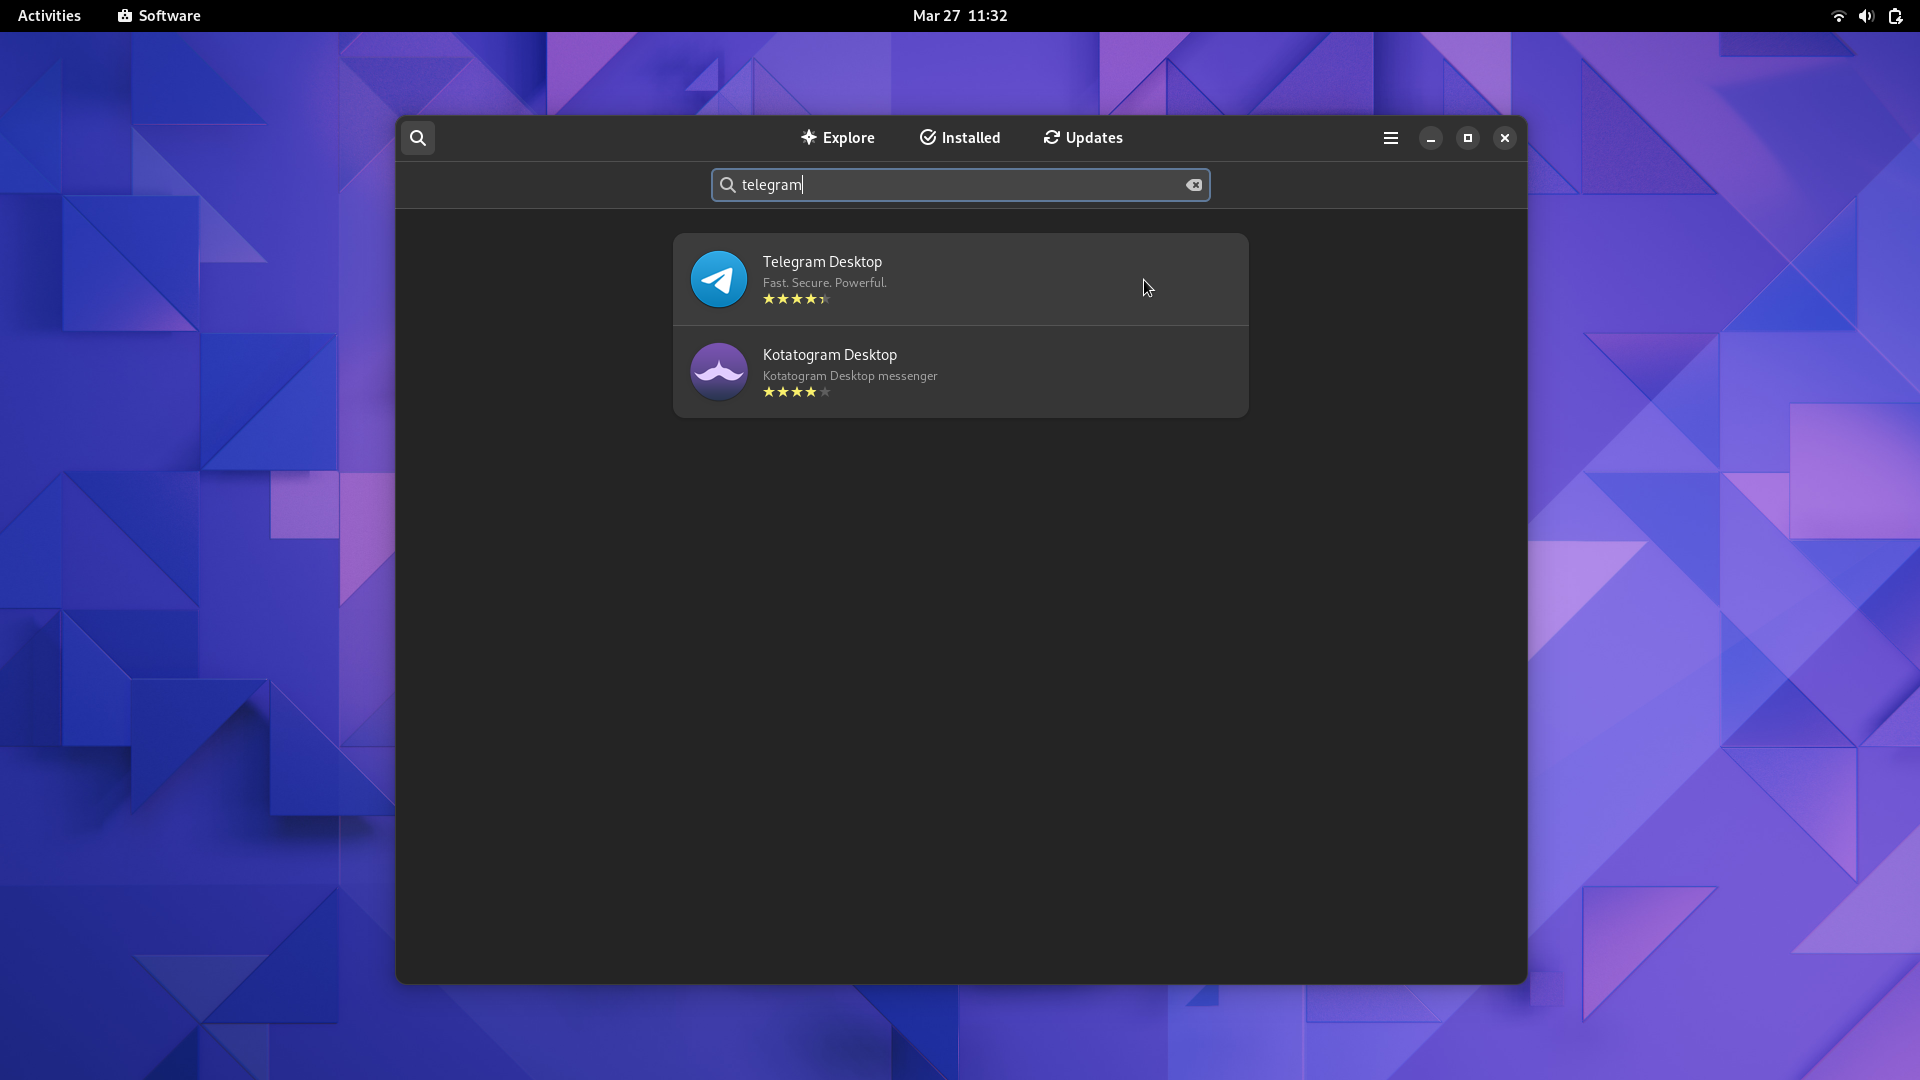 Activities Software Mar 27 11:32
Explore Installed Updates
telegram
Telegram Desktop
Fast. Secure. Powerful.
Kotatogram Desktop
Kotatogram Desktop messenger